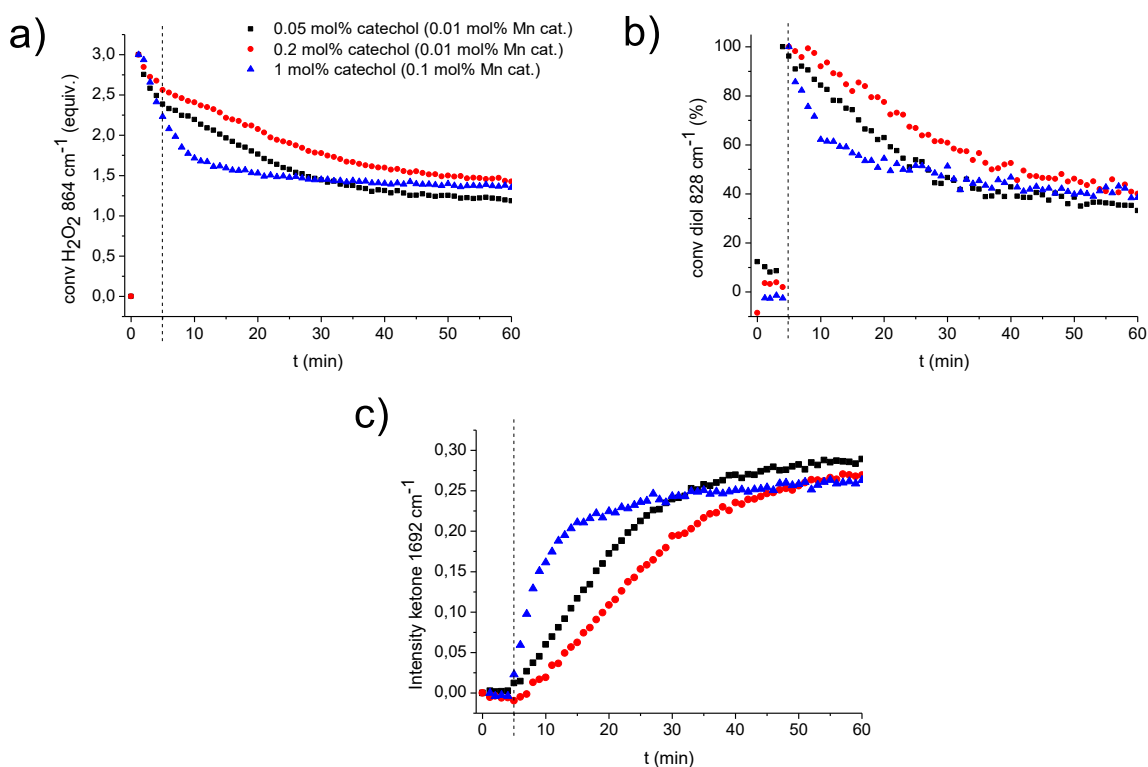 a)
0.05 mol% catechol (0.01 mol% Mn cat.)
0.2 mol% catechol (0.01 mol% Mn cat.)
1 mol% catechol (0.1 mol% Mn cat.)
conv H₂O₂ 864 cm⁻¹ (equiv.)
3,0
2,5
2,0
1,5
1,0
0,5
0,0
0 10 20 30 40 50 60
t (min)
b)
conv diol 828 cm⁻¹ (%)
100
80
60
40
20
0
0 10 20 30 40 50 60
t (min)
c)
Intensity ketone 1692 cm⁻¹
0,30
0,25
0,20
0,15
0,10
0,05
0,00
0 10 20 30 40 50 60
t (min)